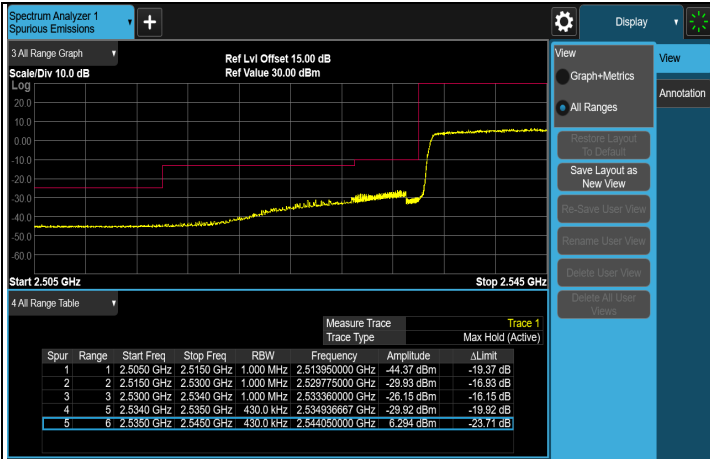 Spectrum Analyzer 1
Spurious Emissions
Display
3 All Range Graph
Ref Lvl Offset 15.00 dB
Scale/Div 10.0 dB
Ref Value 30.00 dBm
Log
20.0
10.0
0.00
-10.0
-20.0
-30.0
-40.0
-50.0
-60.0
Start 2.505 GHz
Stop 2.545 GHz
4 All Range Table
Measure Trace Trace 1
Trace Type Max Hold (Active)
Spur Range Start Freq Stop Freq RBW Frequency Amplitude ΔLimit
1 1 2.5050 GHz 2.5150 GHz 1.000 MHz 2.513950000 GHz -44.37 dBm -19.37 dB
2 2 2.5150 GHz 2.5300 GHz 1.000 MHz 2.529775000 GHz -29.93 dBm -16.93 dB
3 3 2.5300 GHz 2.5340 GHz 1.000 MHz 2.533360000 GHz -26.15 dBm -16.15 dB
4 5 2.5340 GHz 2.5350 GHz 430.0 kHz 2.534936667 GHz -29.92 dBm -19.92 dB
5 6 2.5350 GHz 2.5450 GHz 430.0 kHz 2.544050000 GHz 6.294 dBm -23.71 dB
View
Graph+Metrics
All Ranges
Restore Layout
To Default
Save Layout as
New View
Re-Save User View
Rename User View
Delete User View
Delete All User
Views
View
Annotation